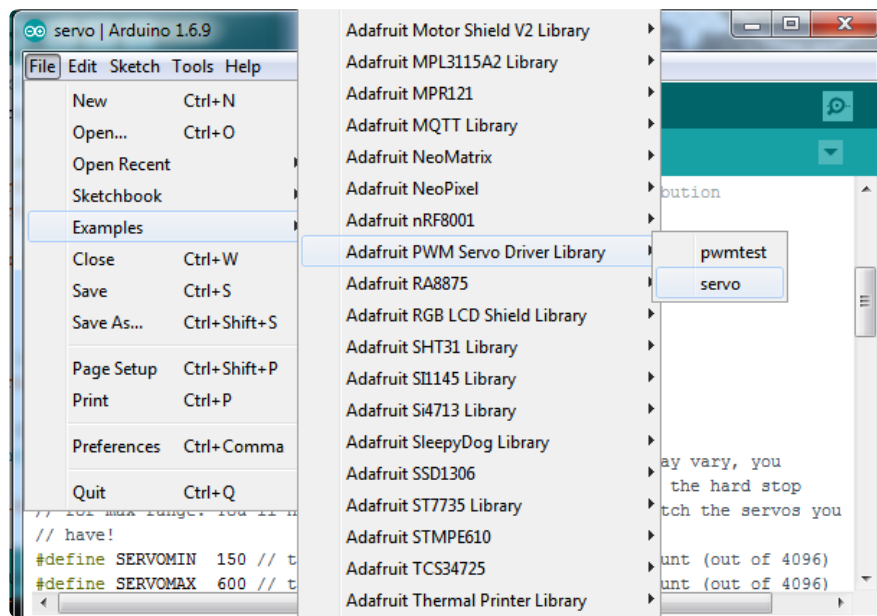 servo | Arduino 1.6.9
File Edit Sketch Tools Help
New Ctrl+N
Open... Ctrl+O
Open Recent
Sketchbook
Examples
Close Ctrl+W
Save Ctrl+S
Save As... Ctrl+Shift+S
Page Setup Ctrl+Shift+P
Print Ctrl+P
Preferences Ctrl+Comma
Quit Ctrl+Q
Adafruit Motor Shield V2 Library
Adafruit MPL3115A2 Library
Adafruit MPR121
Adafruit MQTT Library
Adafruit NeoMatrix
Adafruit NeoPixel
Adafruit nRF8001
Adafruit PWM Servo Driver Library
Adafruit RA8875
Adafruit RGB LCD Shield Library
Adafruit SHT31 Library
Adafruit SI1145 Library
Adafruit Si4713 Library
Adafruit SleepyDog Library
Adafruit SSD1306
Adafruit ST7735 Library
Adafruit STMPE610
Adafruit TCS34725
Adafruit Thermal Printer Library
pwmtest
servo
bution
ay vary, you
the hard stop
// for max range. You'll n tch the servos you
// have!
#define SERVOMIN 150 // t unt (out of 4096)
#define SERVOMAX 600 // t unt (out of 4096)